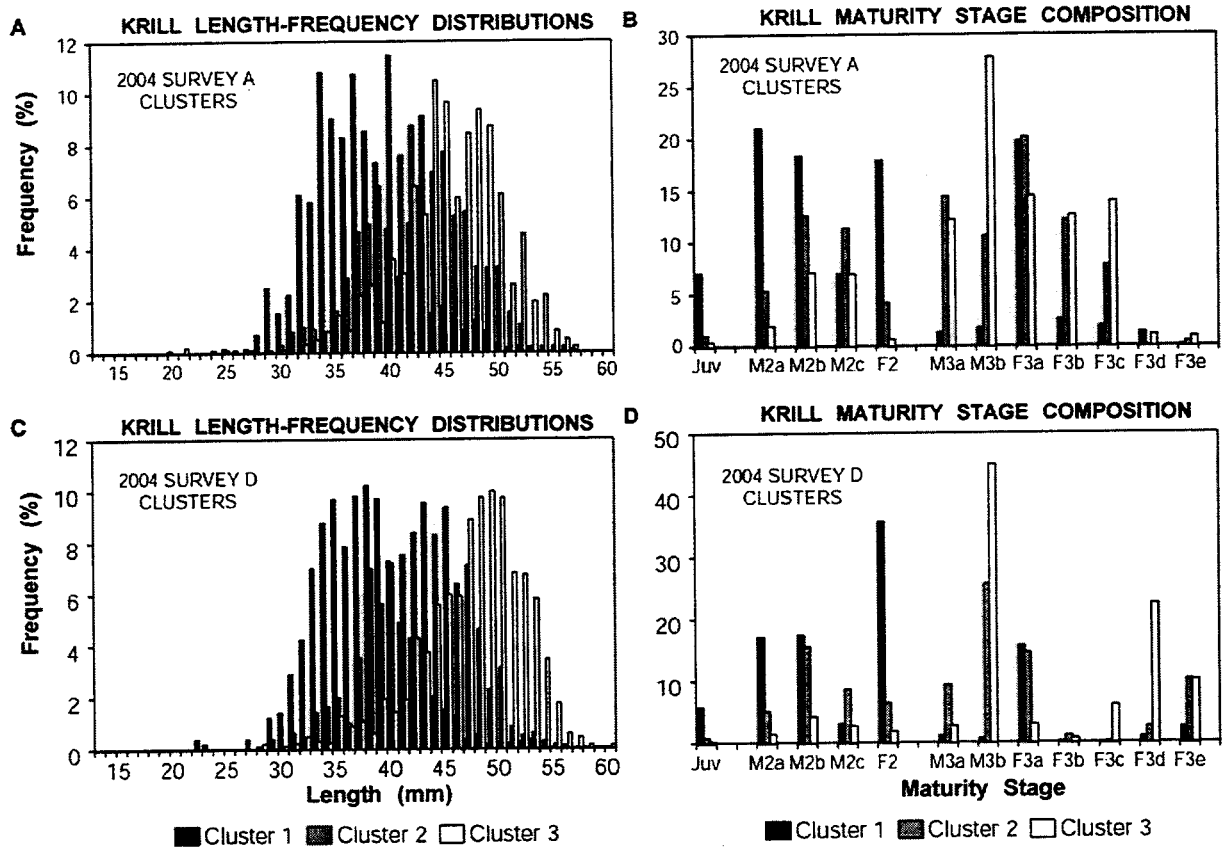 A
KRILL LENGTH-FREQUENCY DISTRIBUTIONS
2004 SURVEY A
CLUSTERS
Frequency (%)
12
10
8
6
4
2
0
15 20 25 30 35 40 45 50 55 60
B
KRILL MATURITY STAGE COMPOSITION
2004 SURVEY A
CLUSTERS
30
25
20
15
10
5
0
Juv M2a M2b M2c F2 M3a M3b F3a F3b F3c F3d F3e
C
KRILL LENGTH-FREQUENCY DISTRIBUTIONS
2004 SURVEY D
CLUSTERS
Frequency (%)
12
10
8
6
4
2
0
15 20 25 30 35 40 45 50 55 60
Length (mm)
Cluster 1 Cluster 2 Cluster 3
D
KRILL MATURITY STAGE COMPOSITION
2004 SURVEY D
CLUSTERS
50
40
30
20
10
Juv M2a M2b M2c F2 M3a M3b F3a F3b F3c F3d F3e
Maturity Stage
Cluster 1 Cluster 2 Cluster 3